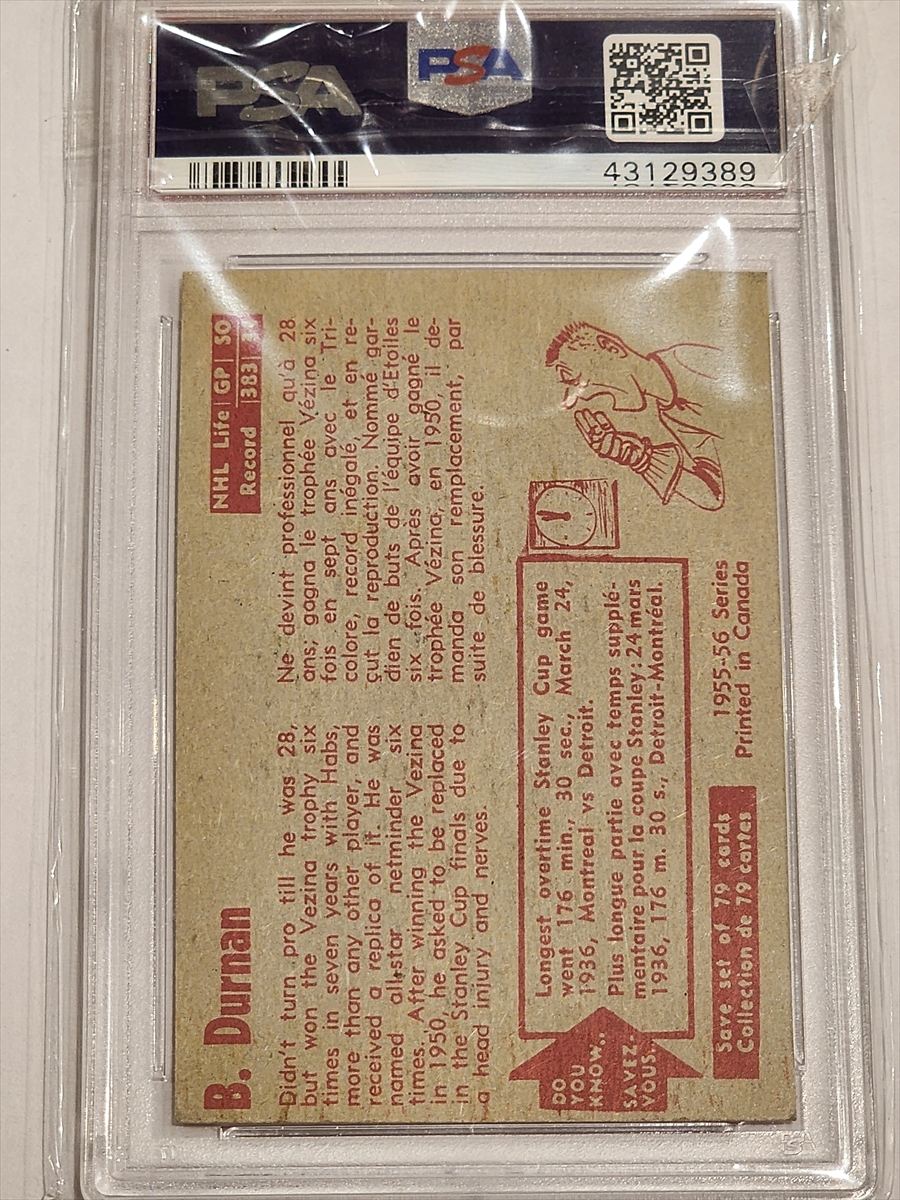 PSA
PSA
43129389
B. Durnan
NHL Life GP SO
Record 383
Didn't turn pro till he was 28,
but won the Vezina trophy six
times in seven years with Habs,
more than any other player, and
received a replica of it. He was
named all-star netminder six
times. After winning the Vezina
in 1950, he asked to be replaced
in the Stanley Cup finals due to
a head injury and nerves.
Ne devint professionnel qu'à 28
ans; gagna le trophée Vézina six
fois en sept ans avec le Tri-
colore, record inégalé, et en re-
çut la reproduction. Nommé gar-
dien de buts de l'équipe d'Etoiles
six fois. Après avoir gagné le
trophée Vézina, en 1950, il de-
manda son remplacement, par
suite de blessure.
DO
YOU
KNOW..
SAVEZ-
VOUS..
Longest overtime Stanley Cup game
went 176 min., 30 sec., March 24,
1936, Montreal vs Detroit.
Plus longue partie avec temps supplé-
mentaire pour la coupe Stanley: 24 mars
1936, 176 m. 30 s., Detroit-Montréal.
Save set of 79 cards
Collection de 79 cartes
1955-56 Series
Printed in Canada